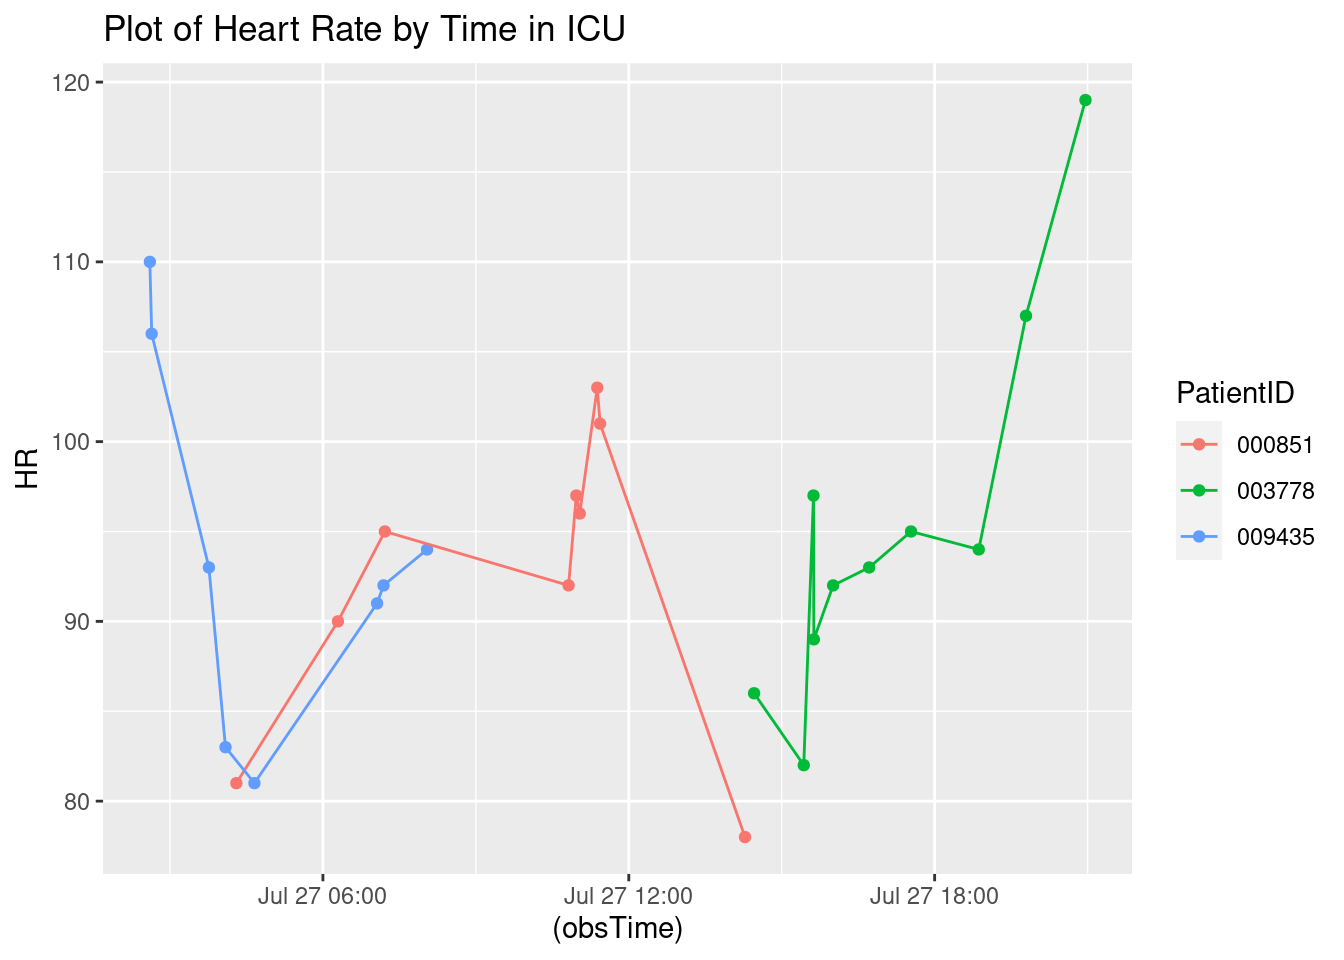 Plot of Heart Rate by Time in ICU
120
110
100
90
80
HR
Jul 27 06:00
Jul 27 12:00
Jul 27 18:00
(obsTime)
PatientID
000851
003778
009435